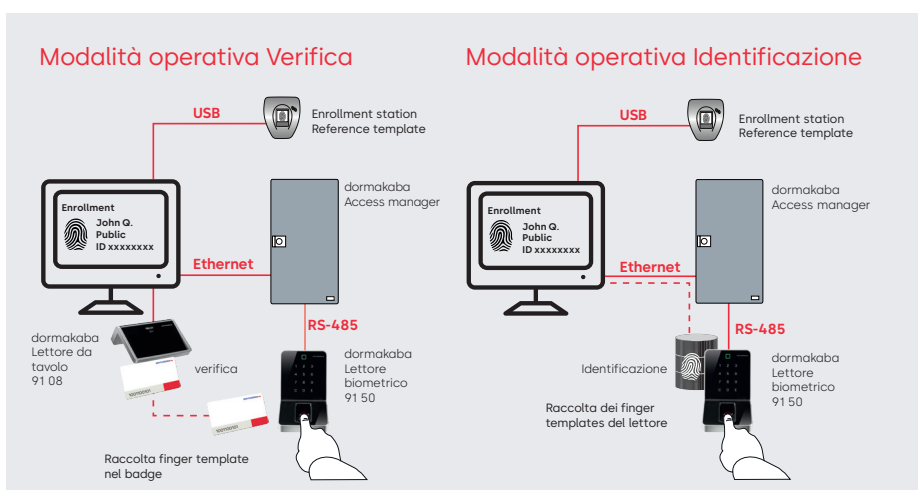 Modalità operativa Verifica
USB
Enrollment station
Reference template
dormakaba
Access manager
Enrollment
John Q.
Public
ID xxxxxxxx
Ethernet
RS-485
dormakaba
Lettore da
tavolo
91 08
verifica
dormakaba
Lettore
biometrico
91 50
Raccolta finger template
nel badge
Modalità operativa Identificazione
USB
Enrollment station
Reference template
dormakaba
Access manager
Enrollment
John Q.
Public
ID xxxxxxxx
Ethernet
RS-485
Identificazione
dormakaba
Lettore
biometrico
91 50
Raccolta dei finger
templates del lettore